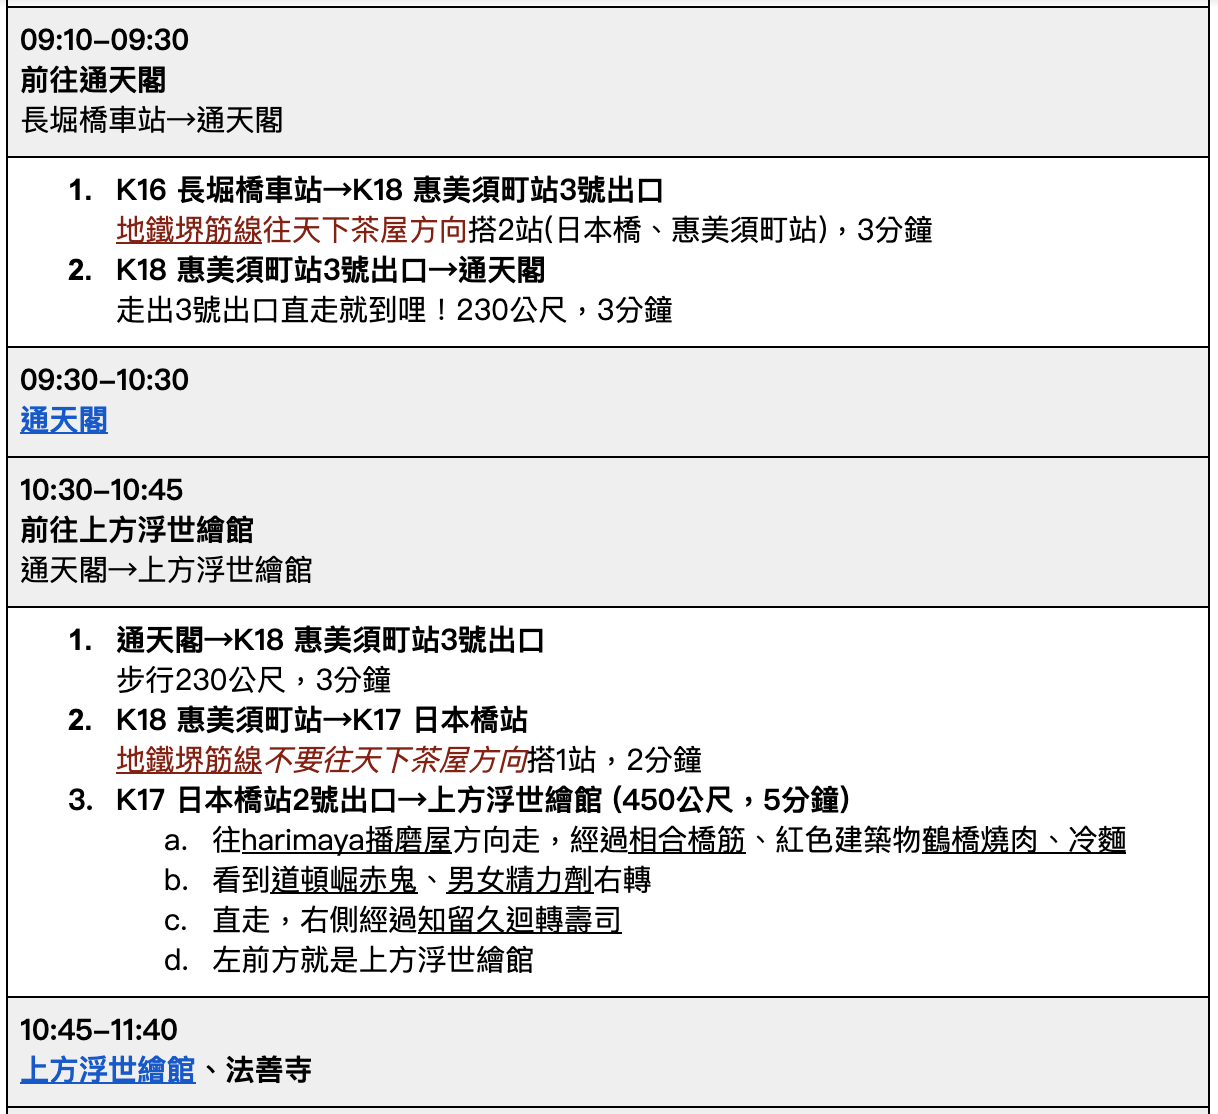 09:10–09:30
前往通天閣
長堀橋車站→通天閣
1. K16 長堀橋車站→K18 惠美須町站3號出口
地鐵堺筋線往天下茶屋方向搭2站(日本橋、惠美須町站)，3分鐘
2. K18 惠美須町站3號出口→通天閣
走出3號出口直走就到哩！230公尺，3分鐘
09:30–10:30
通天閣
10:30–10:45
前往上方浮世繪館
通天閣→上方浮世繪館
1. 通天閣→K18 惠美須町站3號出口
步行230公尺，3分鐘
2. K18 惠美須町站→K17 日本橋站
地鐵堺筋線不要往天下茶屋方向搭1站，2分鐘
3. K17 日本橋站2號出口→上方浮世繪館 (450公尺，5分鐘)
a. 往harimaya播磨屋方向走，經過相合橋筋、紅色建築物鶴橋燒肉、冷麵
b. 看到道頓崛赤鬼、男女精力劑右轉
c. 直走，右側經過知留久迴轉壽司
d. 左前方就是上方浮世繪館
10:45–11:40
上方浮世繪館、法善寺